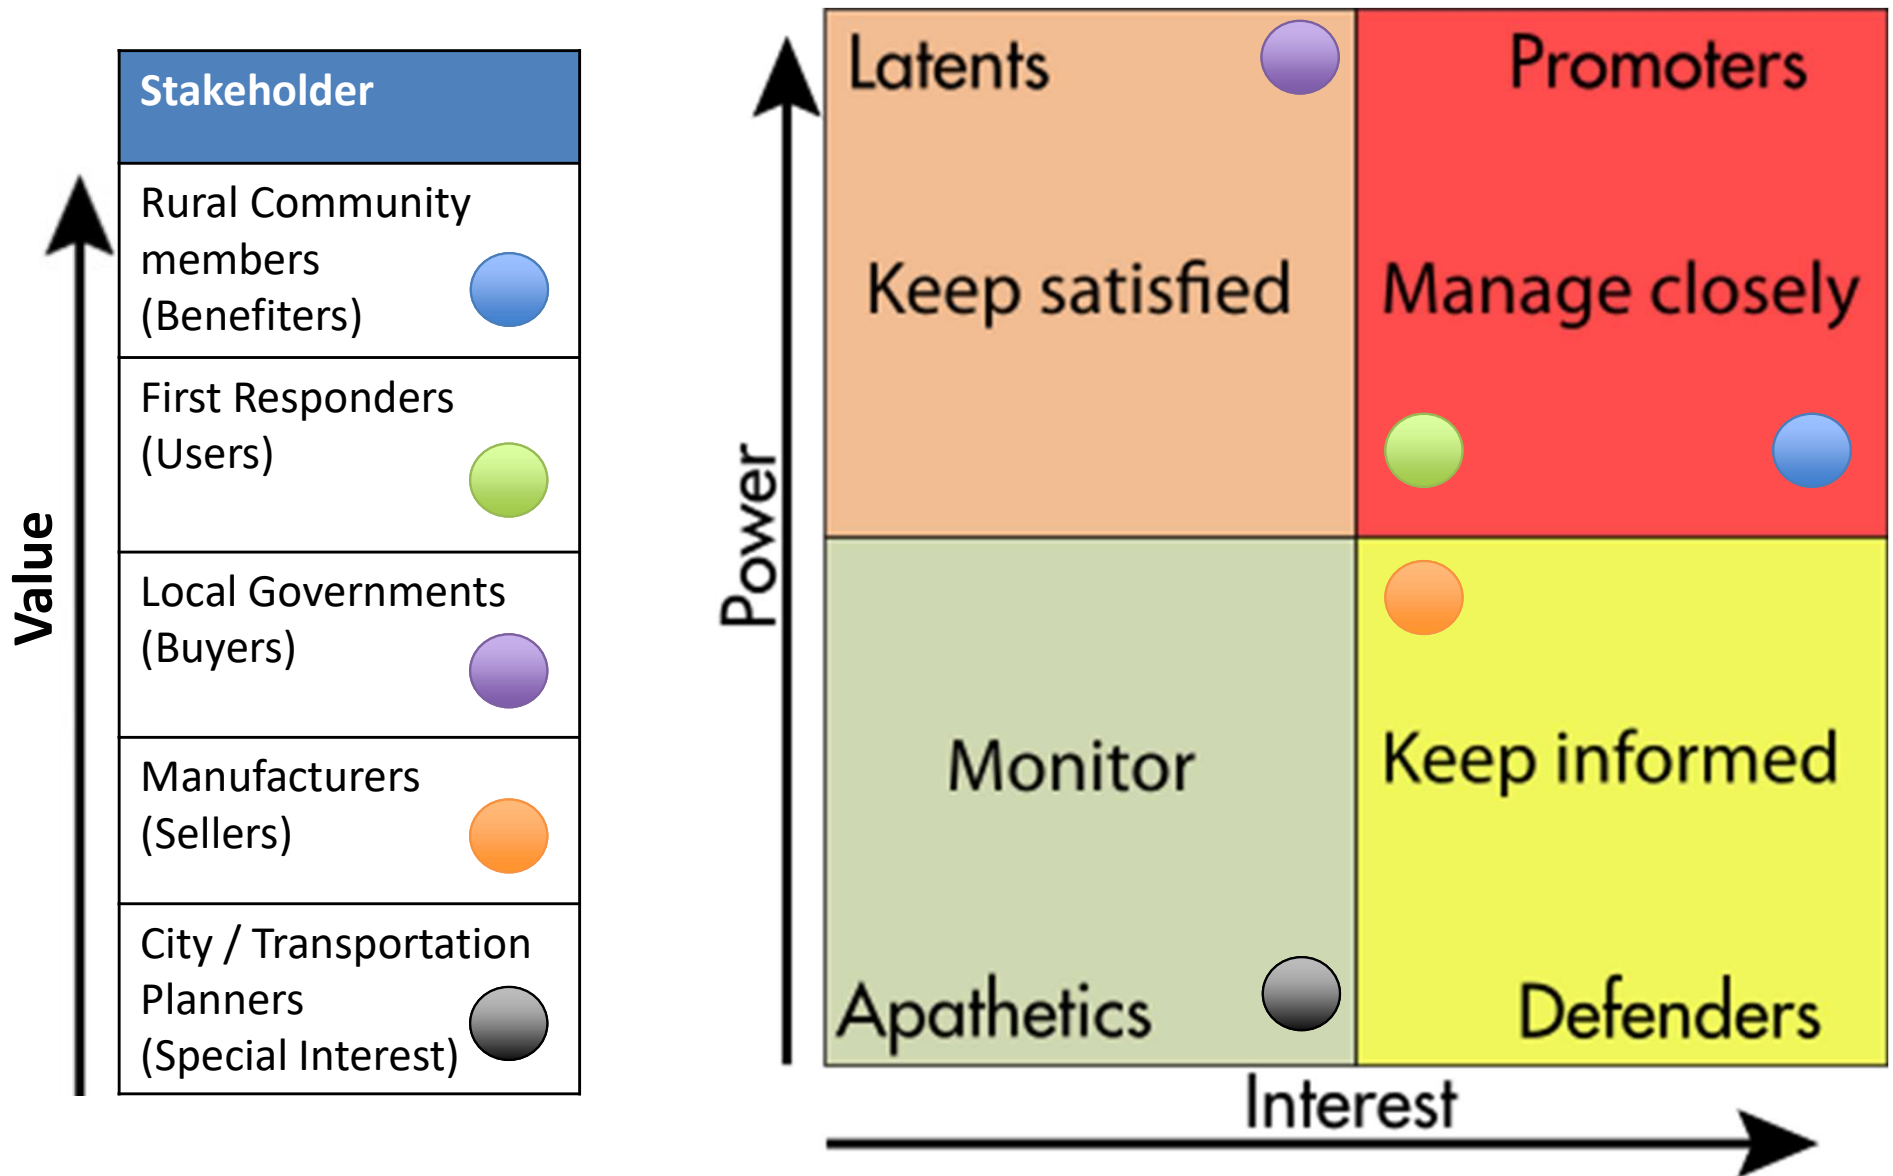 Stakeholder
Rural Community
members
(Benefiters)
First Responders
(Users)
Local Governments
(Buyers)
Manufacturers
(Sellers)
City / Transportation
Planners
(Special Interest)
Value
Latents
Promoters
Keep satisfied
Manage closely
Power
Monitor
Keep informed
Apathetics
Defenders
Interest